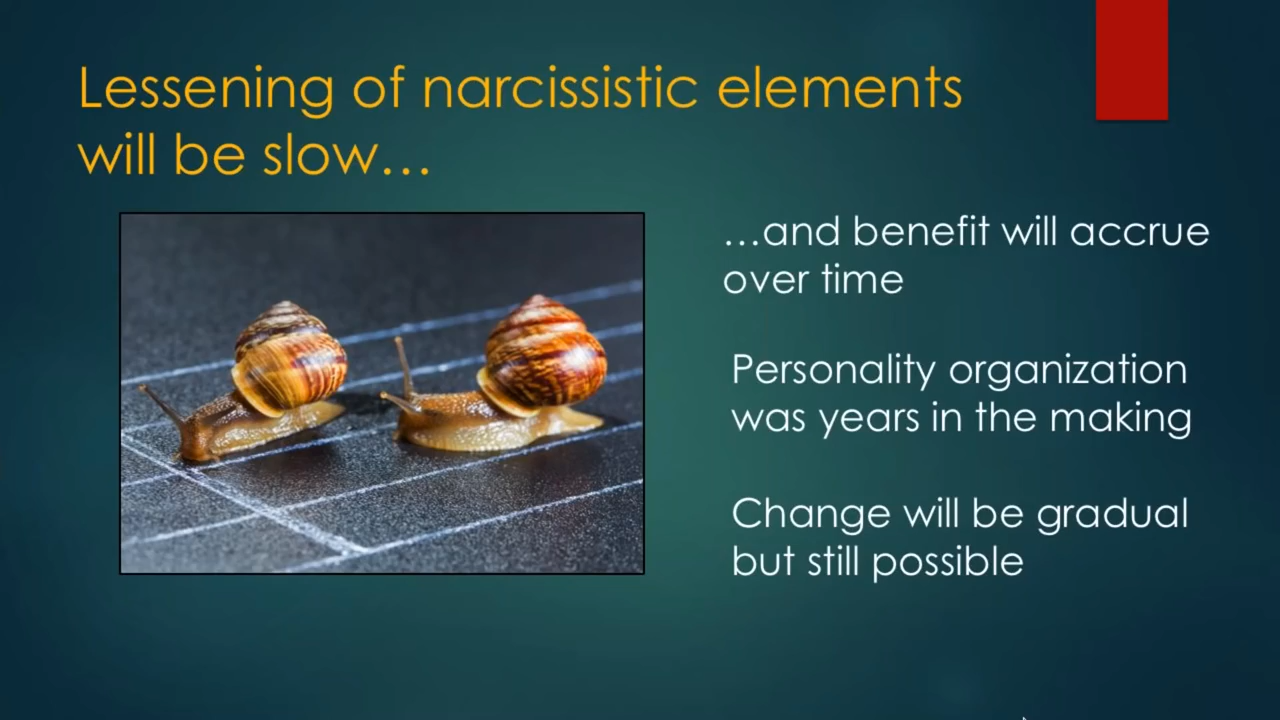 Lessening of narcissistic elements
will be slow…
…and benefit will accrue
over time
Personality organization
was years in the making
Change will be gradual
but still possible